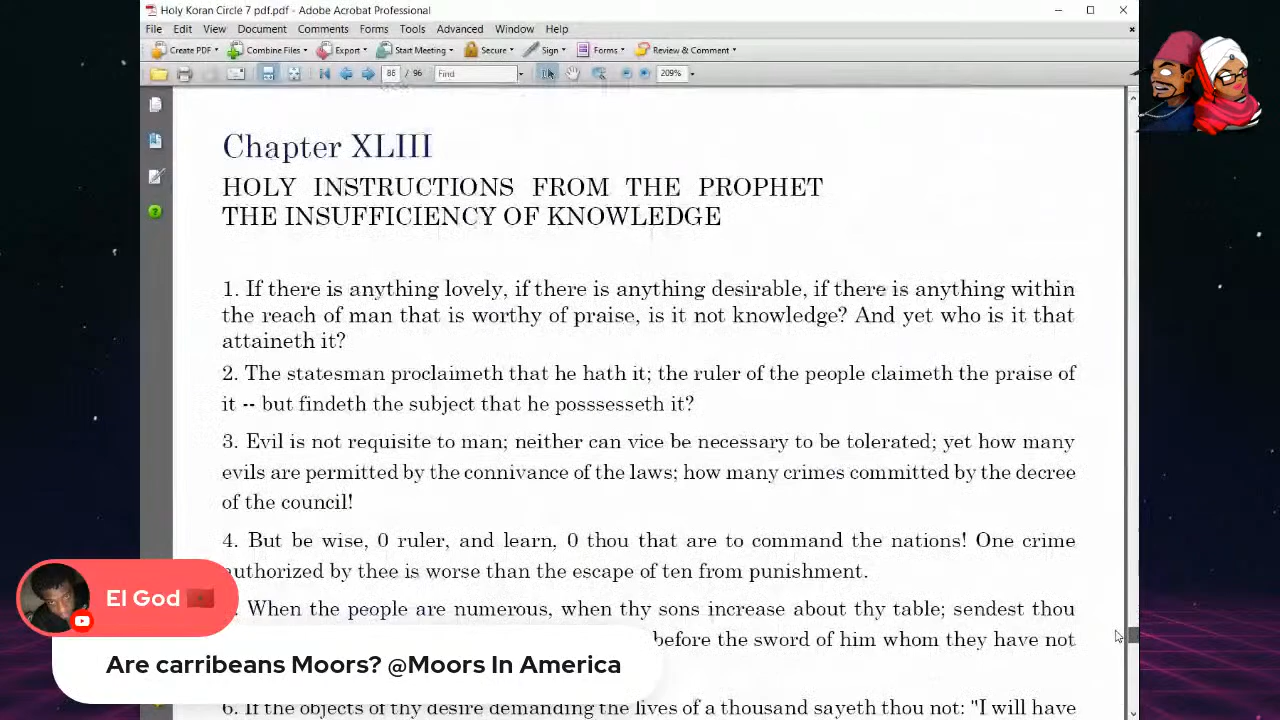 Holy Koran Circle 7 pdf.pdf - Adobe Acrobat Professional
File Edit View Document Comments Forms Tools Advanced Window Help
Create PDF Combine Files Export Start Meeting Secure Sign Forms Review & Comment
86 / 96 Find 209%
Chapter XLIII
HOLY INSTRUCTIONS FROM THE PROPHET
THE INSUFFICIENCY OF KNOWLEDGE
1. If there is anything lovely, if there is anything desirable, if there is anything within
the reach of man that is worthy of praise, is it not knowledge? And yet who is it that
attaineth it?
2. The statesman proclaimeth that he hath it; the ruler of the people claimeth the praise of
it -- but findeth the subject that he posssesseth it?
3. Evil is not requisite to man; neither can vice be necessary to be tolerated; yet how many
evils are permitted by the connivance of the laws; how many crimes committed by the decree
of the council!
4. But be wise, 0 ruler, and learn, 0 thou that are to command the nations! One crime
authorized by thee is worse than the escape of ten from punishment.
When the people are numerous, when thy sons increase about thy table; sendest thou
before the sword of him whom they have not
6. If the objects of thy desire demanding the lives of a thousand sayeth thou not: "I will have
El God
Are carribeans Moors? @Moors In America